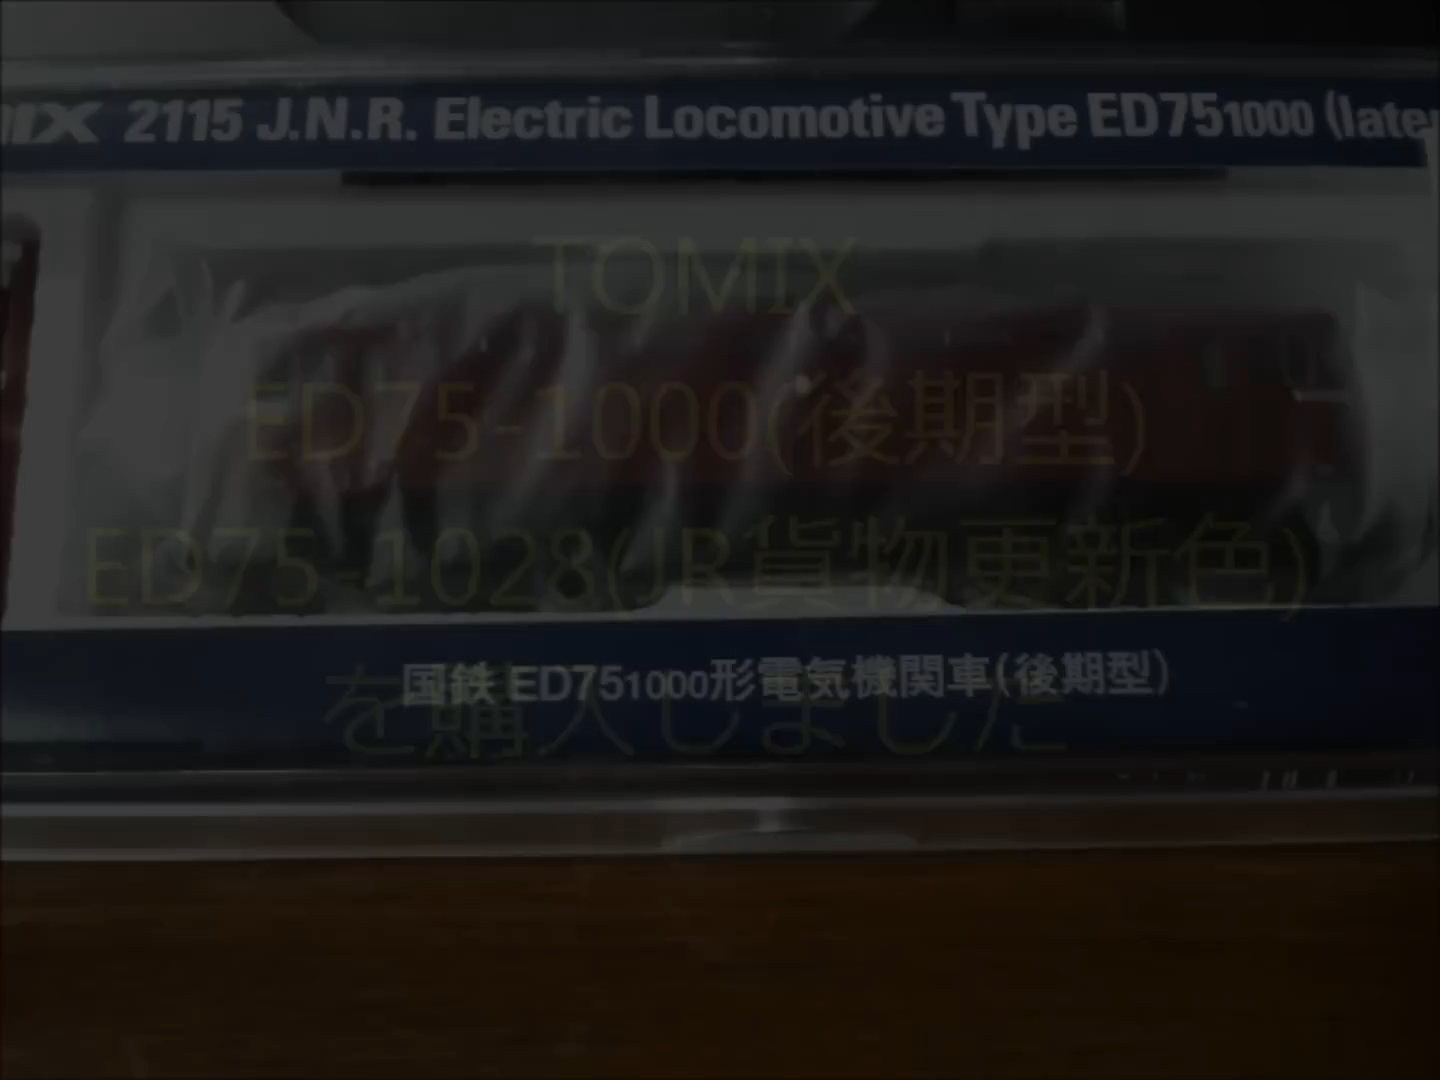 MIX 2115 J.N.R. Electric Locomotive Type ED751000 (later
TOMIX
ED75-1000(後期型)
ED75-1028(JR貨物更新色)
を購入しました
国鉄 ED751000形電気機関車(後期型)